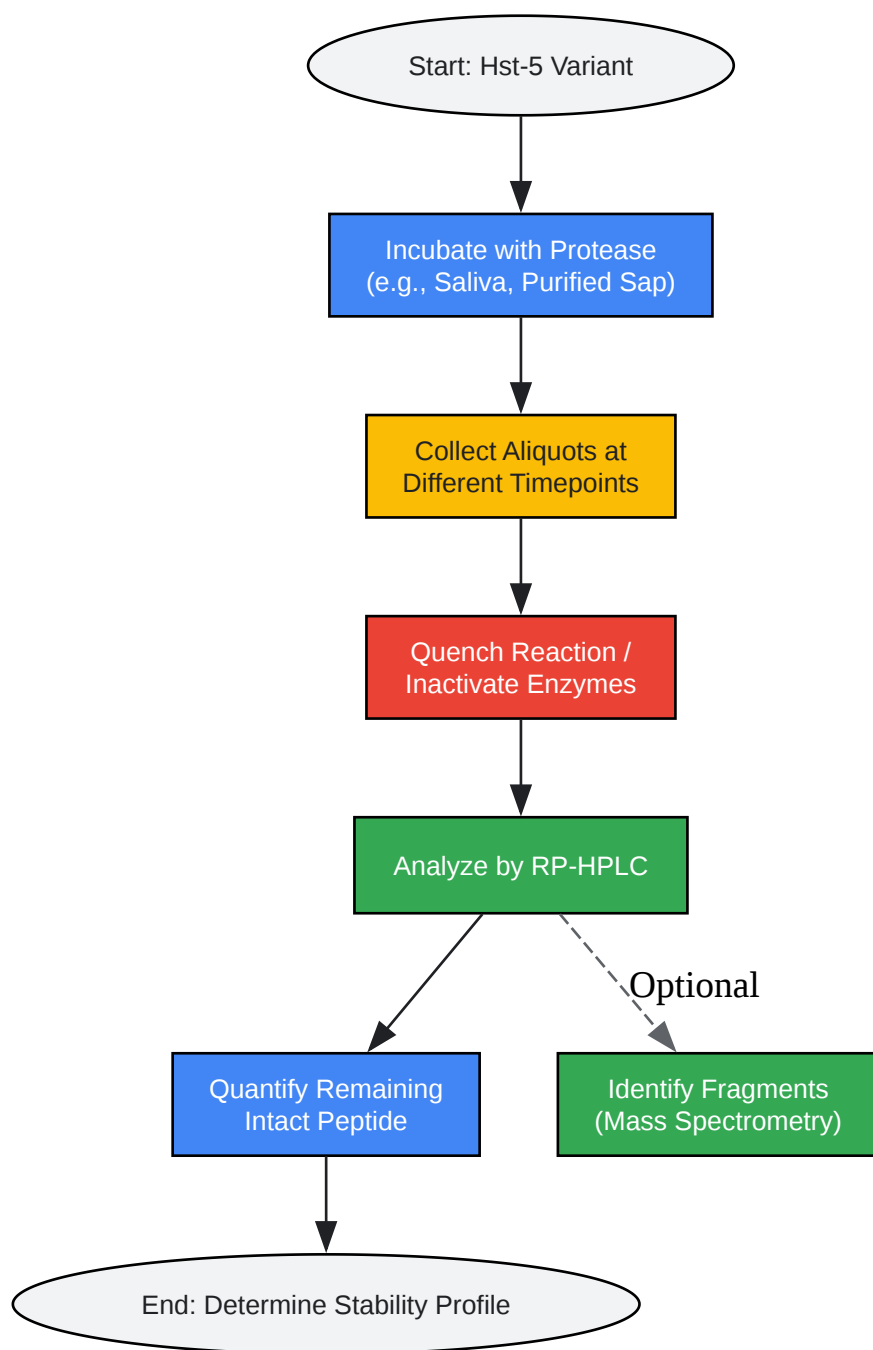 Start: Hst-5 Variant
Incubate with Protease
(e.g., Saliva, Purified Sap)
Collect Aliquots at
Different Timepoints
Quench Reaction /
Inactivate Enzymes
Analyze by RP-HPLC
Optional
Quantify Remaining
Intact Peptide
Identify Fragments
(Mass Spectrometry)
End: Determine Stability Profile